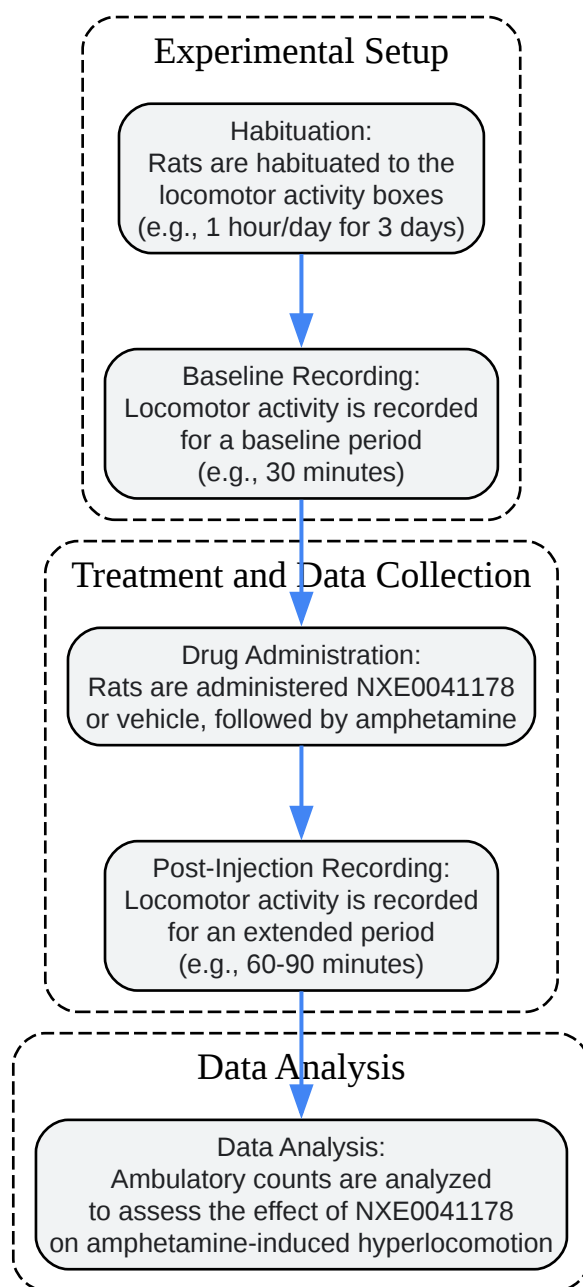 Experimental Setup
Habituation:
Rats are habituated to the
locomotor activity boxes
(e.g., 1 hour/day for 3 days)
Baseline Recording:
Locomotor activity is recorded
for a baseline period
(e.g., 30 minutes)
Treatment and Data Collection
Drug Administration:
Rats are administered NXE0041178
or vehicle, followed by amphetamine
Post-Injection Recording:
Locomotor activity is recorded
for an extended period
(e.g., 60-90 minutes)
Data Analysis
Data Analysis:
Ambulatory counts are analyzed
to assess the effect of NXE0041178
on amphetamine-induced hyperlocomotion